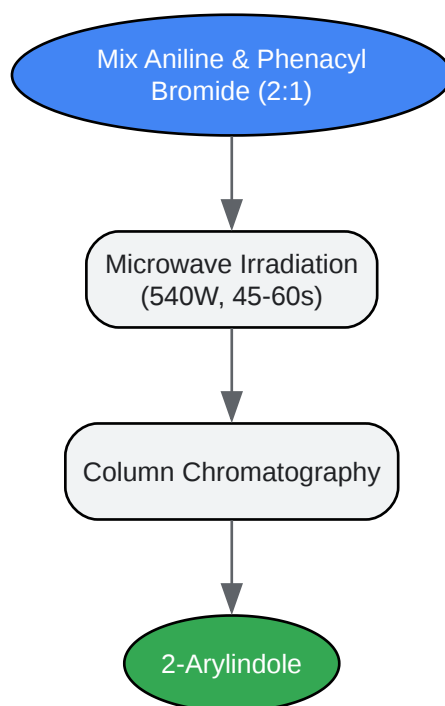 Mix Aniline & Phenacyl
Bromide (2:1)
Microwave Irradiation
(540W, 45-60s)
Column Chromatography
2-Arylindole